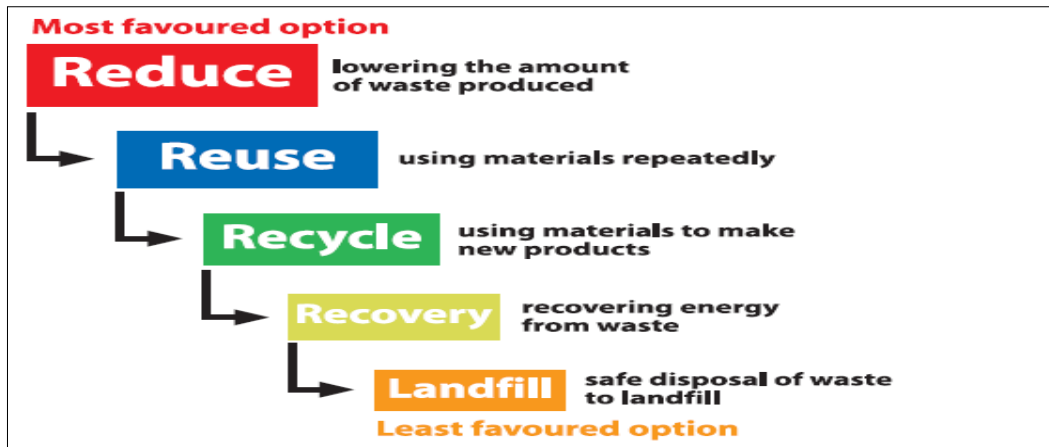 Most favoured option
Reduce
lowering the amount
of waste produced
Reuse
using materials repeatedly
Recycle
using materials to make
new products
Recovery
recovering energy
from waste
Landfill
safe disposal of waste
to landfill
Least favoured option